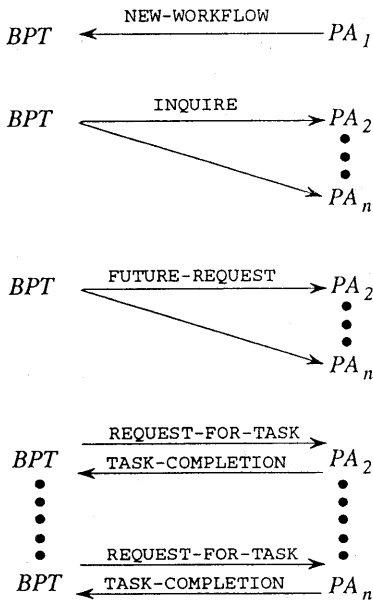 NEW-WORKFLOW
BPT PA1
INQUIRE
BPT PA2
PAn
FUTURE-REQUEST
BPT PA2
PAn
REQUEST-FOR-TASK
BPT TASK-COMPLETION PA2
REQUEST-FOR-TASK
BPT TASK-COMPLETION PAn